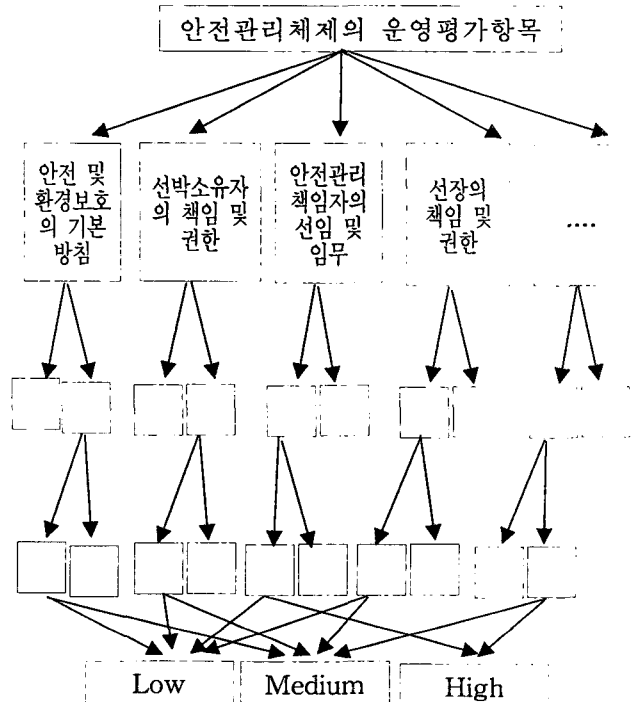 안전관리체제의 운영평가항목
안전 및
환경보호
의 기본
방침
선박소유자
의 책임 및
권한
안전관리
책임자의
선임 및
임무
선장의
책임 및
권한
....
Low
Medium
High